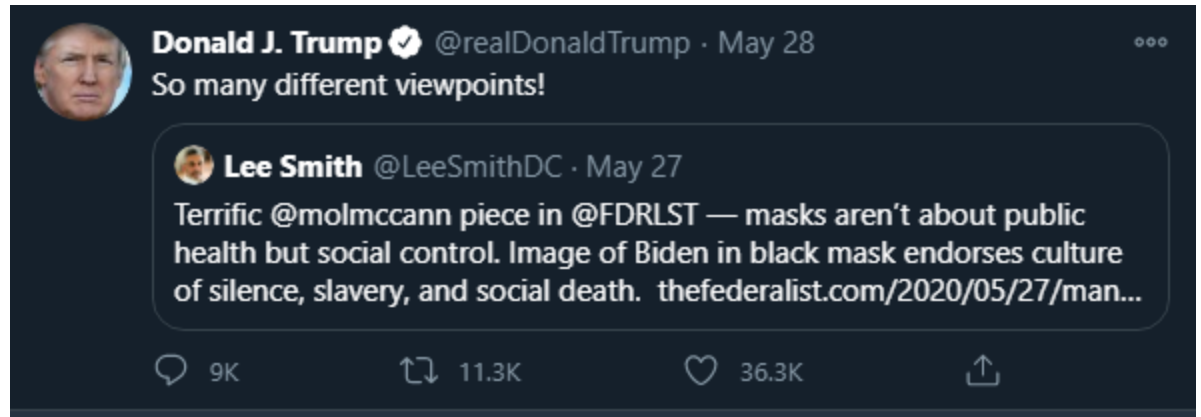 Donald J. Trump @realDonaldTrump · May 28
So many different viewpoints!
Lee Smith @LeeSmithDC · May 27
Terrific @molmccann piece in @FDRLST — masks aren’t about public
health but social control. Image of Biden in black mask endorses culture
of silence, slavery, and social death. thefederalist.com/2020/05/27/man...
9K 11.3K 36.3K